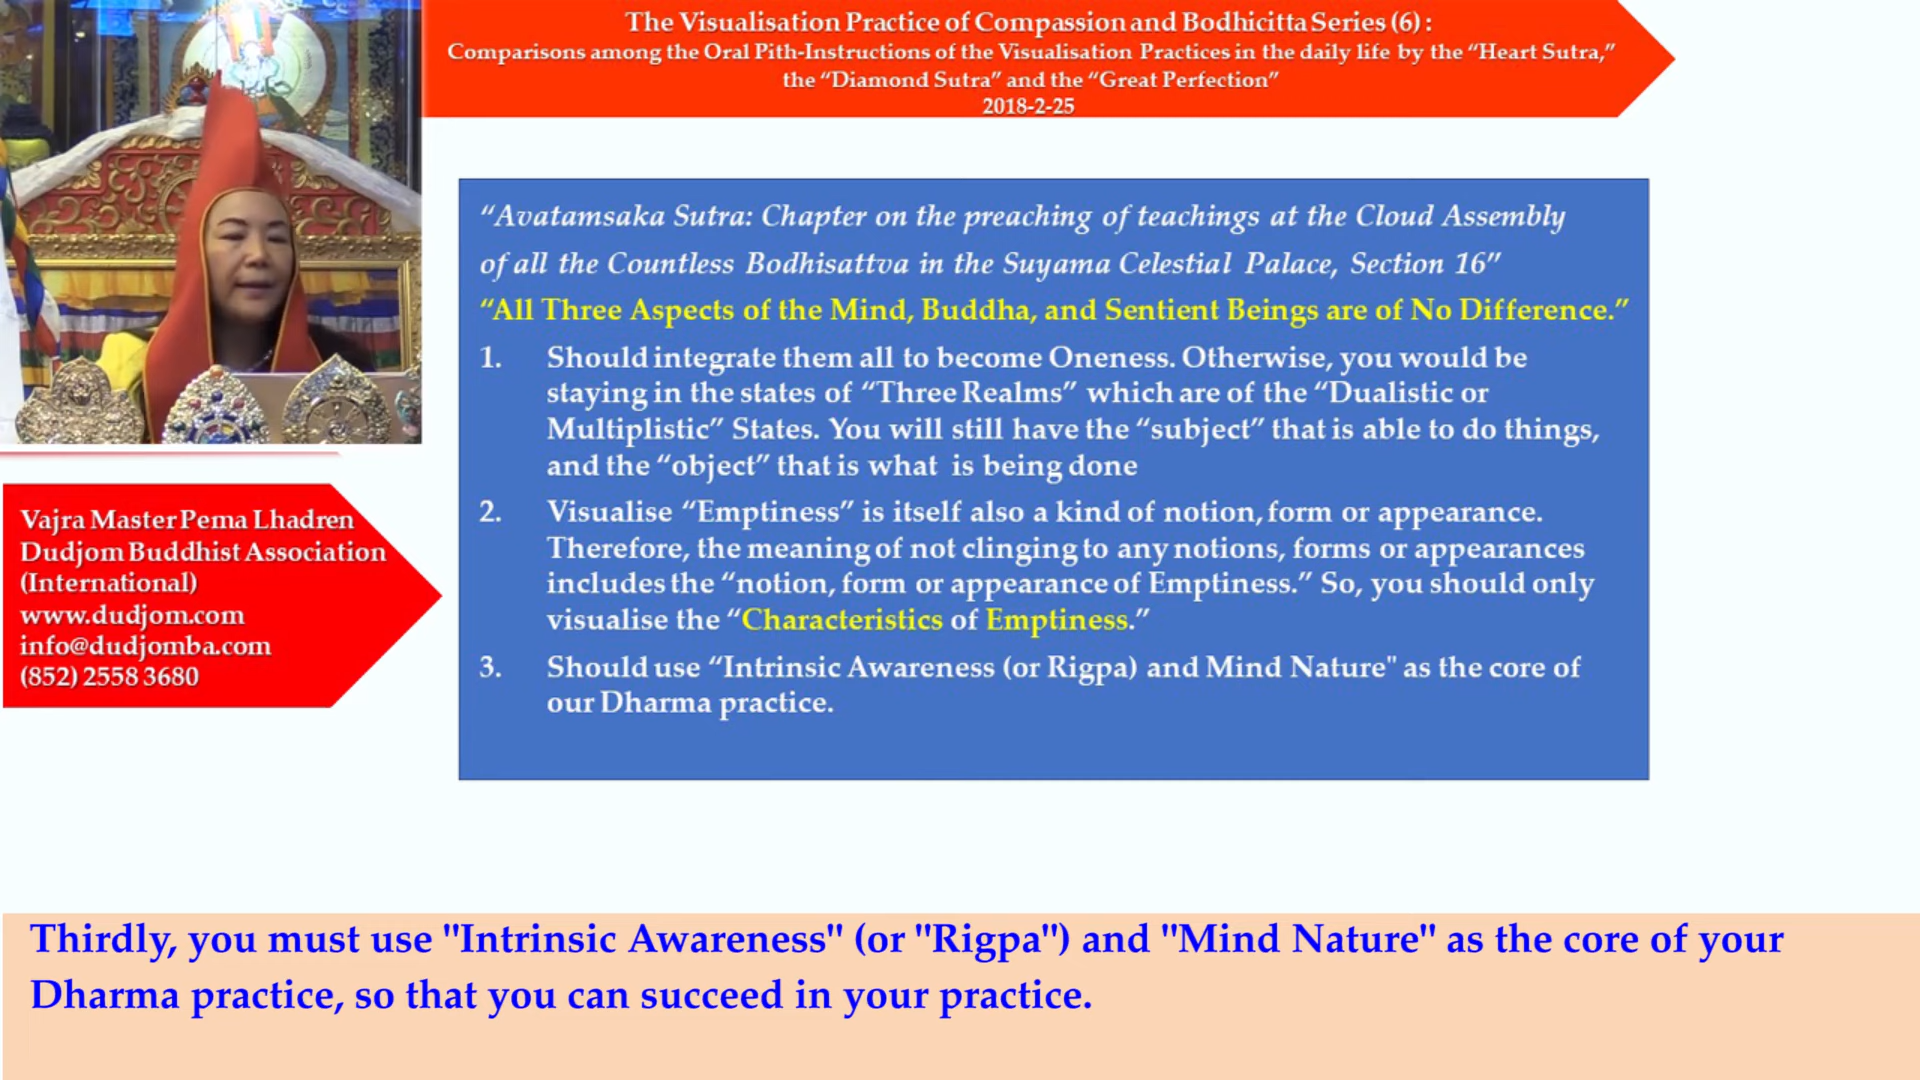 The Visualisation Practice of Compassion and Bodhicitta Series (6) :
Comparisons among the Oral Pith-Instructions of the Visualisation Practices in the daily life by the “Heart Sutra,”
the “Diamond Sutra” and the “Great Perfection”
2018-2-25
“Avatamsaka Sutra: Chapter on the preaching of teachings at the Cloud Assembly
of all the Countless Bodhisattva in the Suyama Celestial Palace, Section 16”
“All Three Aspects of the Mind, Buddha, and Sentient Beings are of No Difference.”
1. Should integrate them all to become Oneness. Otherwise, you would be
staying in the states of “Three Realms” which are of the “Dualistic or
Multiplistic” States. You will still have the “subject” that is able to do things,
and the “object” that is what is being done
2. Visualise “Emptiness” is itself also a kind of notion, form or appearance.
Therefore, the meaning of not clinging to any notions, forms or appearances
includes the “notion, form or appearance of Emptiness.” So, you should only
visualise the “Characteristics of Emptiness.”
3. Should use “Intrinsic Awareness (or Rigpa) and Mind Nature" as the core of
our Dharma practice.
Vajra Master Pema Lhadren
Dudjom Buddhist Association
(International)
www.dudjom.com
info@dudjomba.com
(852) 2558 3680
Thirdly, you must use "Intrinsic Awareness" (or "Rigpa") and "Mind Nature" as the core of your
Dharma practice, so that you can succeed in your practice.